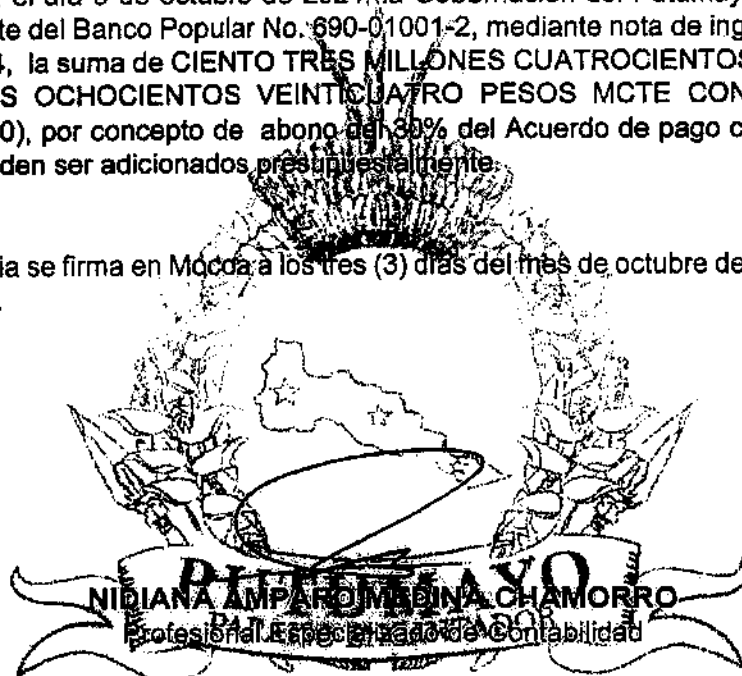 el día 3 de octubre de
Gobernación del
te del Banco Popular No. 690-01001-2, mediante nota de ing
4, la suma de CIENTO TRES MILLONES CUATROCIENTOS
S OCHOCIENTOS VEINTICUATRO PESOS MCTE CON
0), por concepto de abono del 30% del Acuerdo de pago c
den ser adicionados presupuestalmente.
ia se firma en Mocoa a los tres (3) días del mes de octubre de
PUTUMAYO
NIDIANA AMPARO MEDINA CHAMORRO
Profesional Especializado de Contabilidad